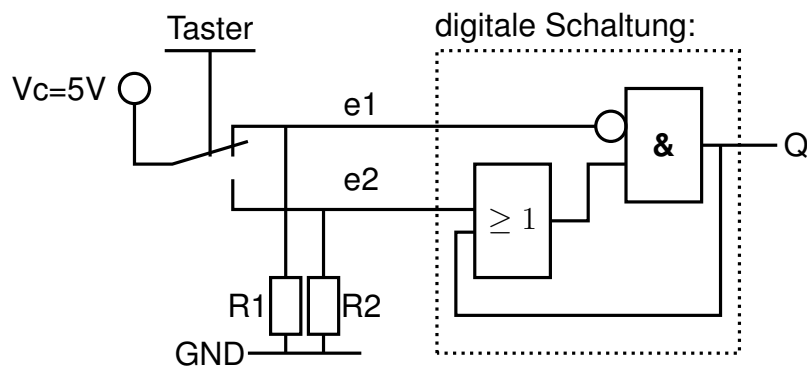 digitale Schaltung:
Taster
Vc=5V
e1
&
Q
e2
≥ 1
R1
R2
GND